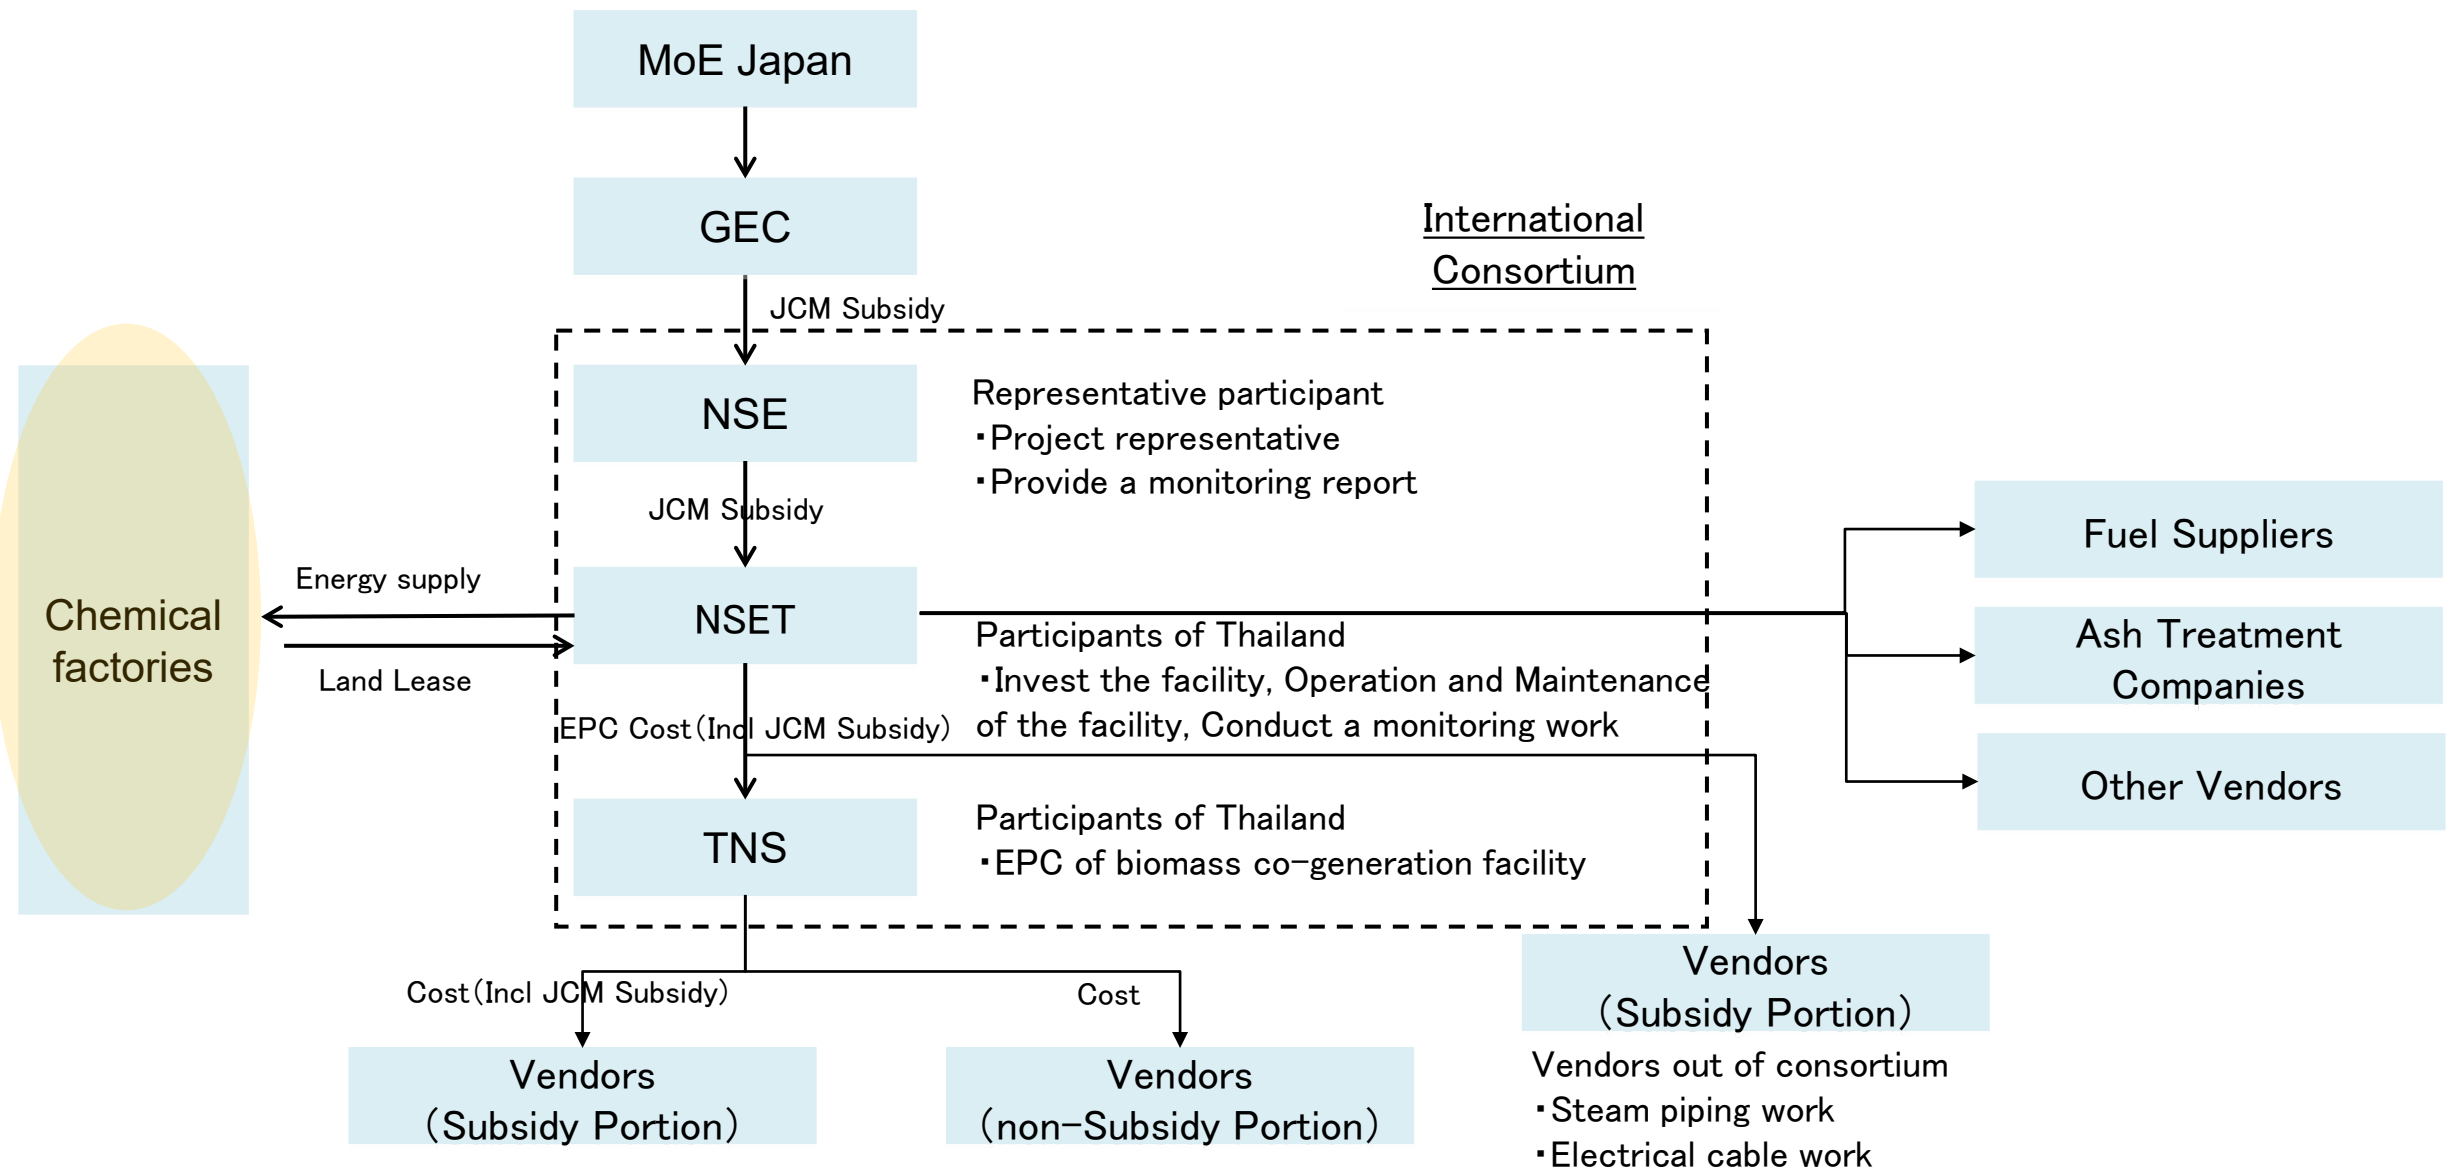 MoE Japan
GEC
International
Consortium
JCM Subsidy
NSE
Representative participant
・Project representative
・Provide a monitoring report
JCM Subsidy
Fuel Suppliers
Energy supply
Chemical
factories
NSET
Land Lease
Participants of Thailand
・Invest the facility, Operation and Maintenance
of the facility, Conduct a monitoring work
Ash Treatment
Companies
EPC Cost（Incl JCM Subsidy）
Other Vendors
TNS
Participants of Thailand
・EPC of biomass co-generation facility
Cost（Incl JCM Subsidy）
Cost
Vendors
（Subsidy Portion）
Vendors out of consortium
・Steam piping work
・Electrical cable work
Vendors
（Subsidy Portion）
Vendors
（non-Subsidy Portion）